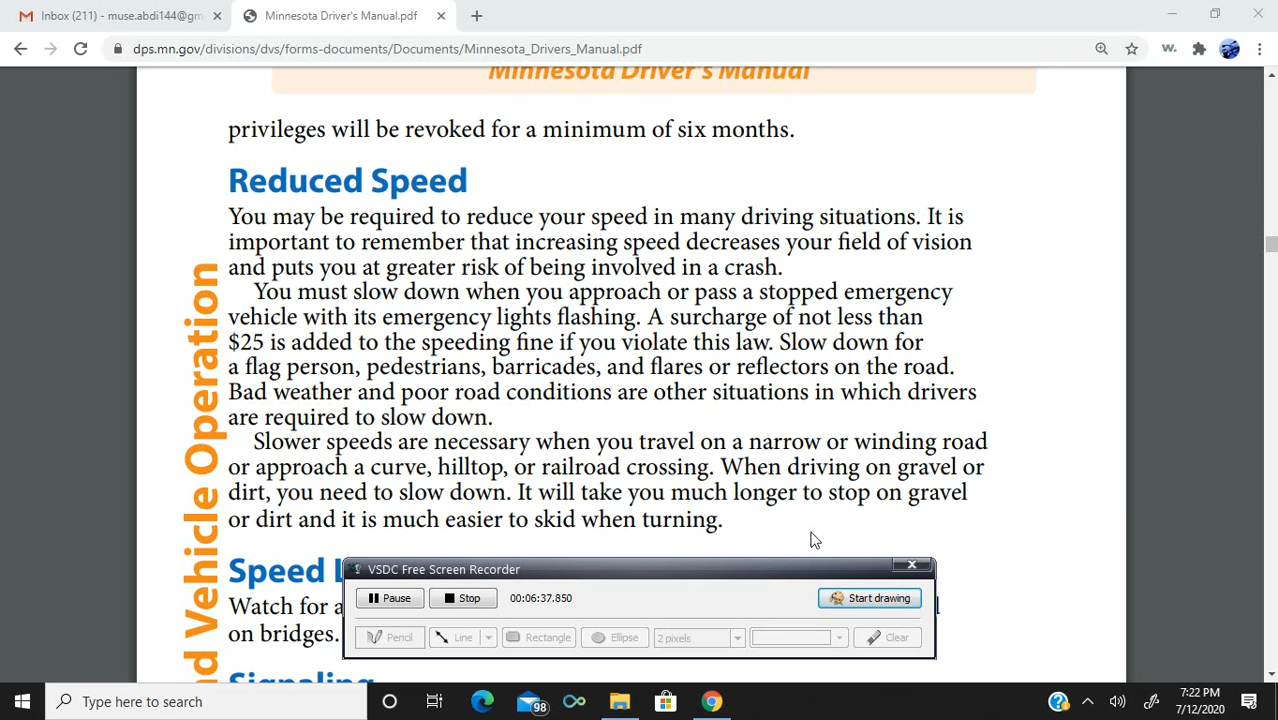 Inbox (211) - muse.abdi144@gm
Minnesota Driver's Manual.pdf
dps.mn.gov/divisions/dvs/forms-documents/Documents/Minnesota_Drivers_Manual.pdf
w.
Minnesota Driver's Manual
privileges will be revoked for a minimum of six months.
Reduced Speed
You may be required to reduce your speed in many driving situations. It is
important to remember that increasing speed decreases your field of vision
and puts you at greater risk of being involved in a crash.
You must slow down when you approach or pass a stopped emergency
vehicle with its emergency lights flashing. A surcharge of not less than
$25 is added to the speeding fine if you violate this law. Slow down for
a flag person, pedestrians, barricades, and flares or reflectors on the road.
Bad weather and poor road conditions are other situations in which drivers
are required to slow down.
Slower speeds are necessary when you travel on a narrow or winding road
or approach a curve, hilltop, or railroad crossing. When driving on gravel or
dirt, you need to slow down. It will take you much longer to stop on gravel
or dirt and it is much easier to skid when turning.
nd Vehicle Operation
Speed
Watch for a
on bridges.
Signaling
VSDC Free Screen Recorder
Pause
Stop
00:06:37.850
Start drawing
Pencil
Line
Rectangle
Ellipse
2 pixels
Clear
Type here to search
98
7:22 PM
7/12/2020